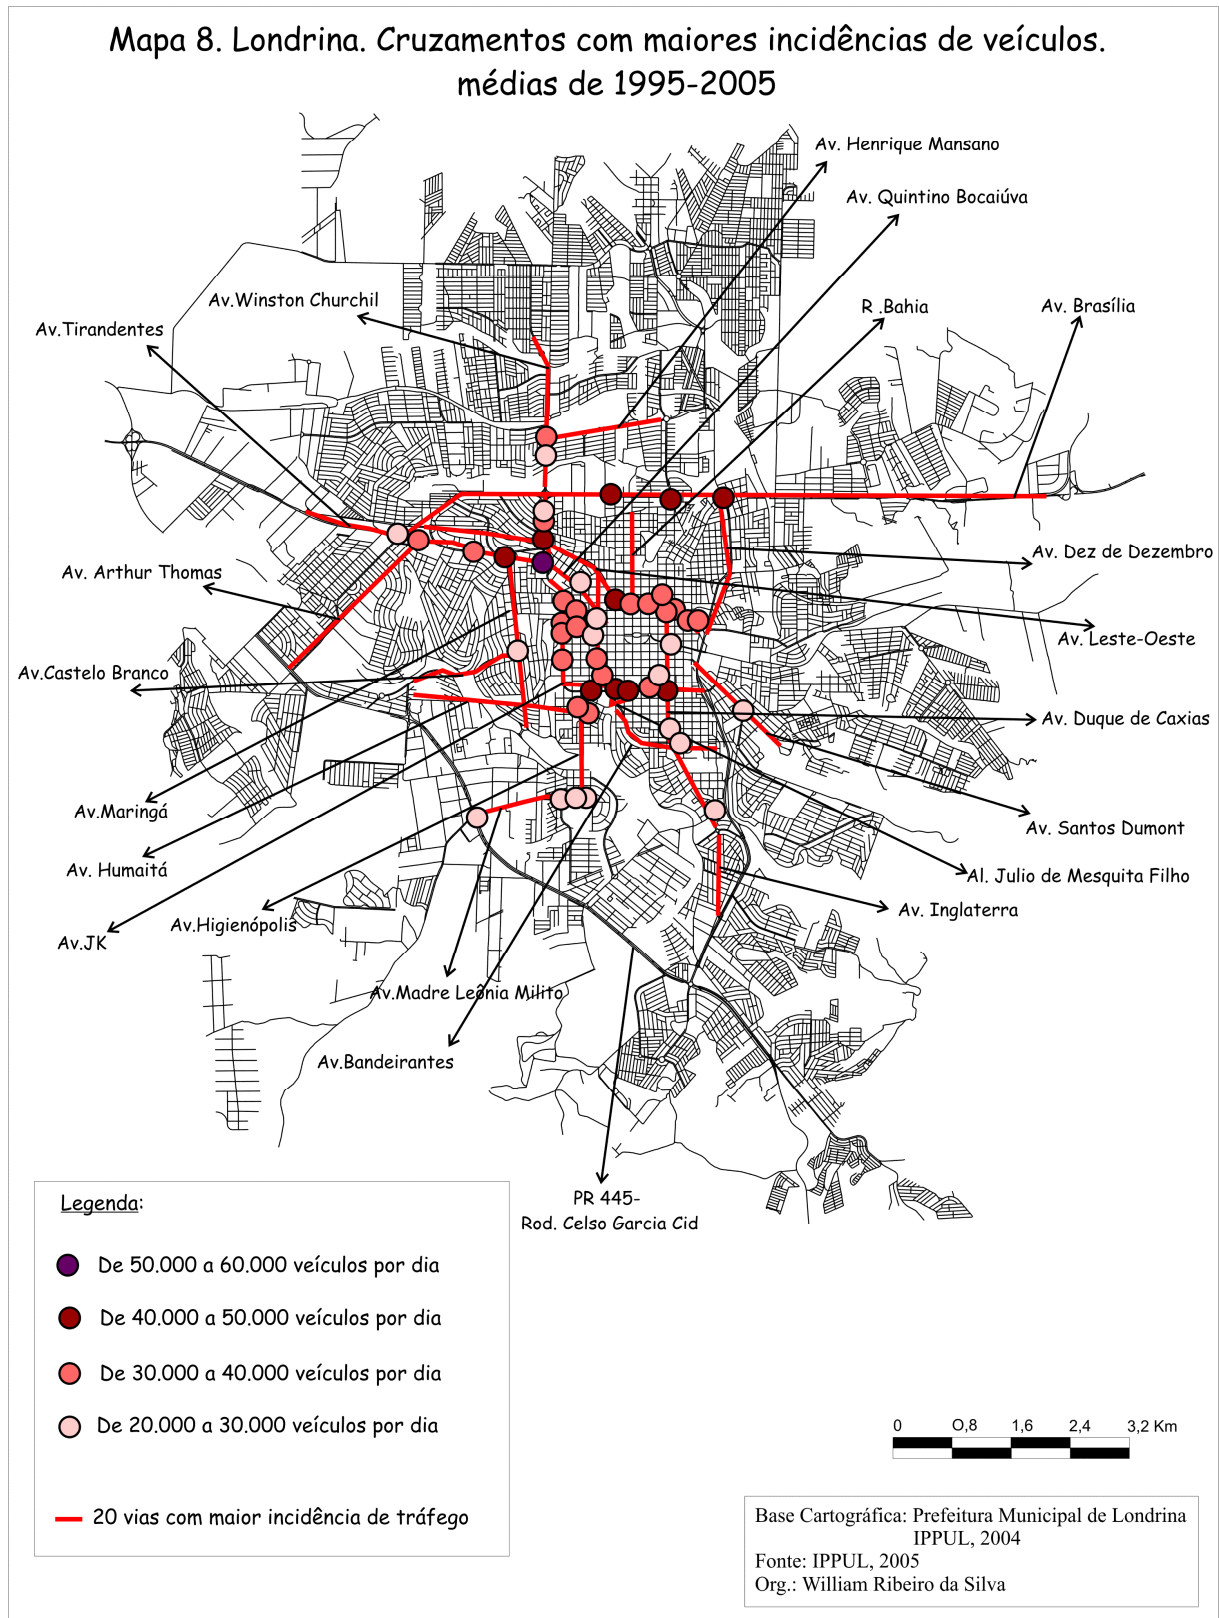 Mapa 8. Londrina. Cruzamentos com maiores incidências de veículos.
médias de 1995-2005
Av. Henrique Mansano
Av. Quintino Bocaiúva
Av.Winston Churchil
R .Bahia
Av. Brasília
Av.Tirandentes
Av. Dez de Dezembro
Av. Arthur Thomas
Av. Leste-Oeste
Av.Castelo Branco
Av. Duque de Caxias
Av.Maringá
Av. Santos Dumont
Av. Humaitá
Al. Julio de Mesquita Filho
Av. Inglaterra
Av.Higienópolis
Av.JK
Av.Madre Leônia Milito
Av.Bandeirantes
PR 445-
Rod. Celso Garcia Cid
Legenda:
De 50.000 a 60.000 veículos por dia
De 40.000 a 50.000 veículos por dia
De 30.000 a 40.000 veículos por dia
De 20.000 a 30.000 veículos por dia
20 vias com maior incidência de tráfego
0 O,8 1,6 2,4 3,2 Km
Base Cartográfica: Prefeitura Municipal de Londrina
IPPUL, 2004
Fonte: IPPUL, 2005
Org.: William Ribeiro da Silva